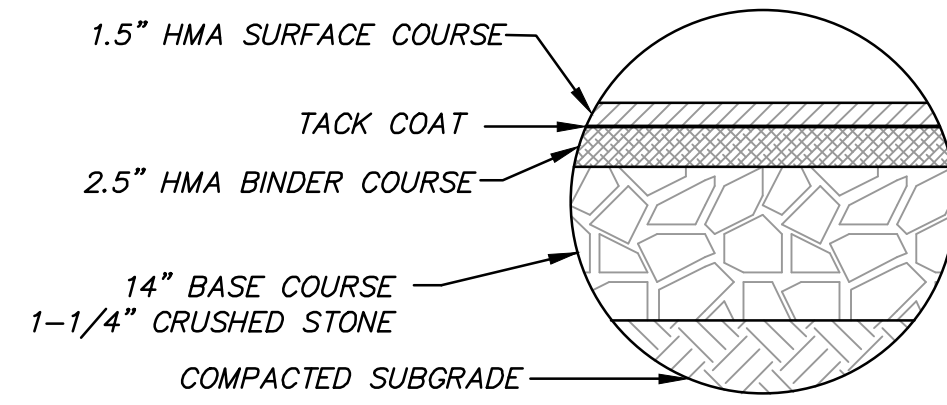 1.5" HMA SURFACE COURSE
TACK COAT
2.5" HMA BINDER COURSE
14" BASE COURSE
1-1/4" CRUSHED STONE
COMPACTED SUBGRADE